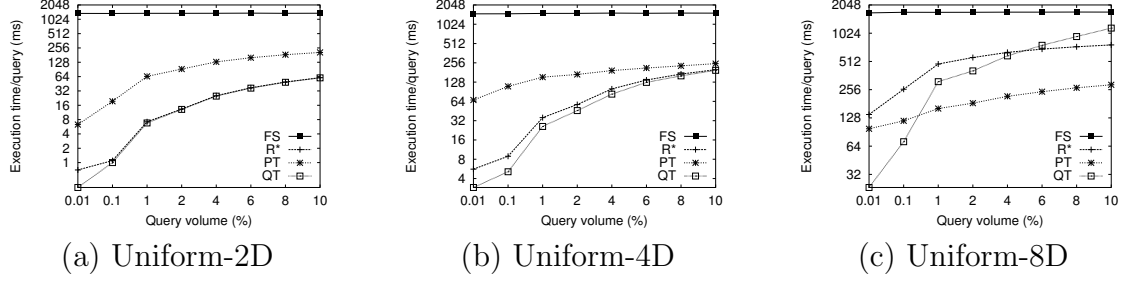 Execution time/query (ms)
2048
1024
512
256
128
64
32
16
8
4
2
1
FS
R*
PT
QT
0.01 0.1 1 2 4 6 8 10
Query volume (%)
(a) Uniform-2D
Execution time/query (ms)
2048
1024
512
256
128
64
32
16
8
4
FS
R*
PT
QT
0.01 0.1 1 2 4 6 8 10
Query volume (%)
(b) Uniform-4D
Execution time/query (ms)
2048
1024
512
256
128
64
32
FS
R*
PT
QT
0.01 0.1 1 2 4 6 8 10
Query volume (%)
(c) Uniform-8D